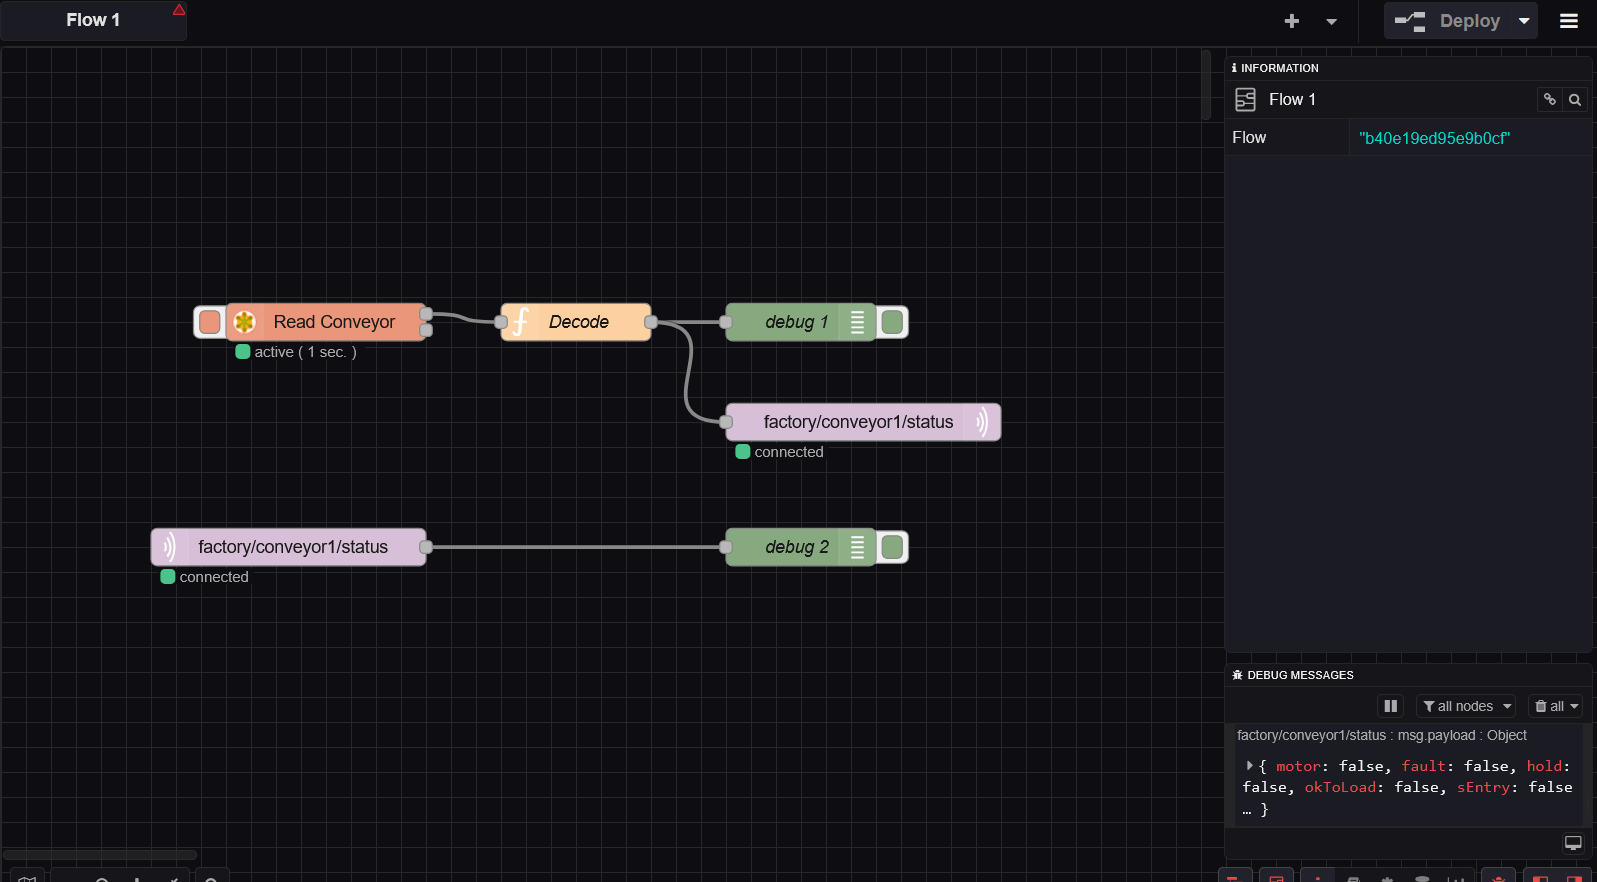 Flow 1
Deploy
INFORMATION
Flow 1
Flow "b40e19ed95e9b0cf"
Read Conveyor
active ( 1 sec. )
Decode
debug 1
factory/conveyor1/status
connected
factory/conveyor1/status
connected
debug 2
DEBUG MESSAGES
all nodes all
factory/conveyor1/status : msg.payload : Object
{ motor: false, fault: false, hold:
false, okToLoad: false, sEntry: false
… }